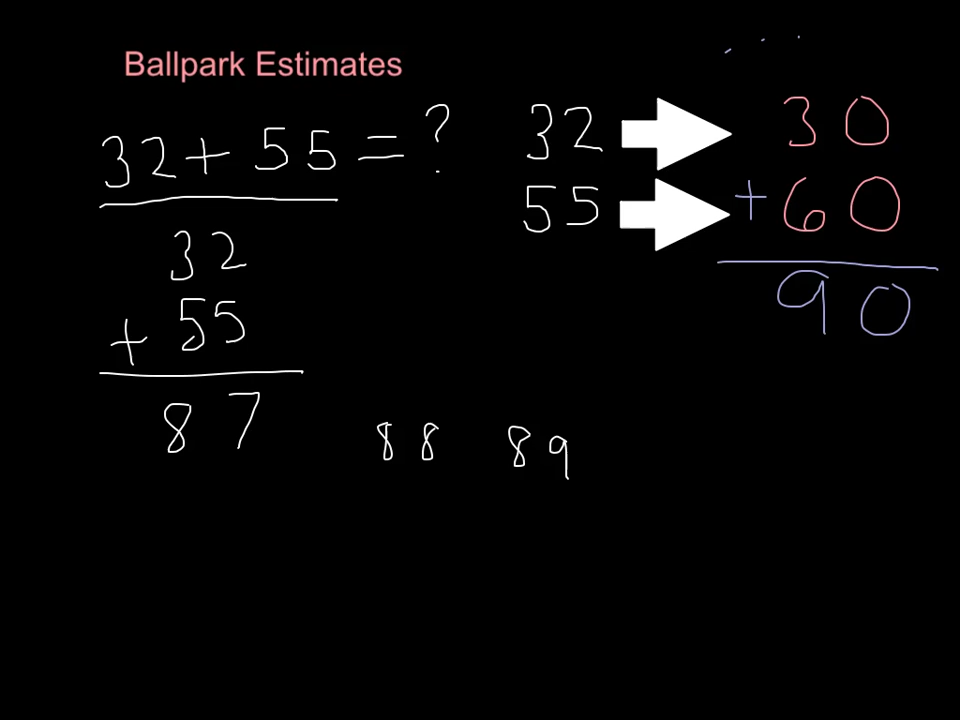 Ballpark Estimates
32 + 55 = ?
32
+ 55
87
88 89
32 30
55 + 60
90